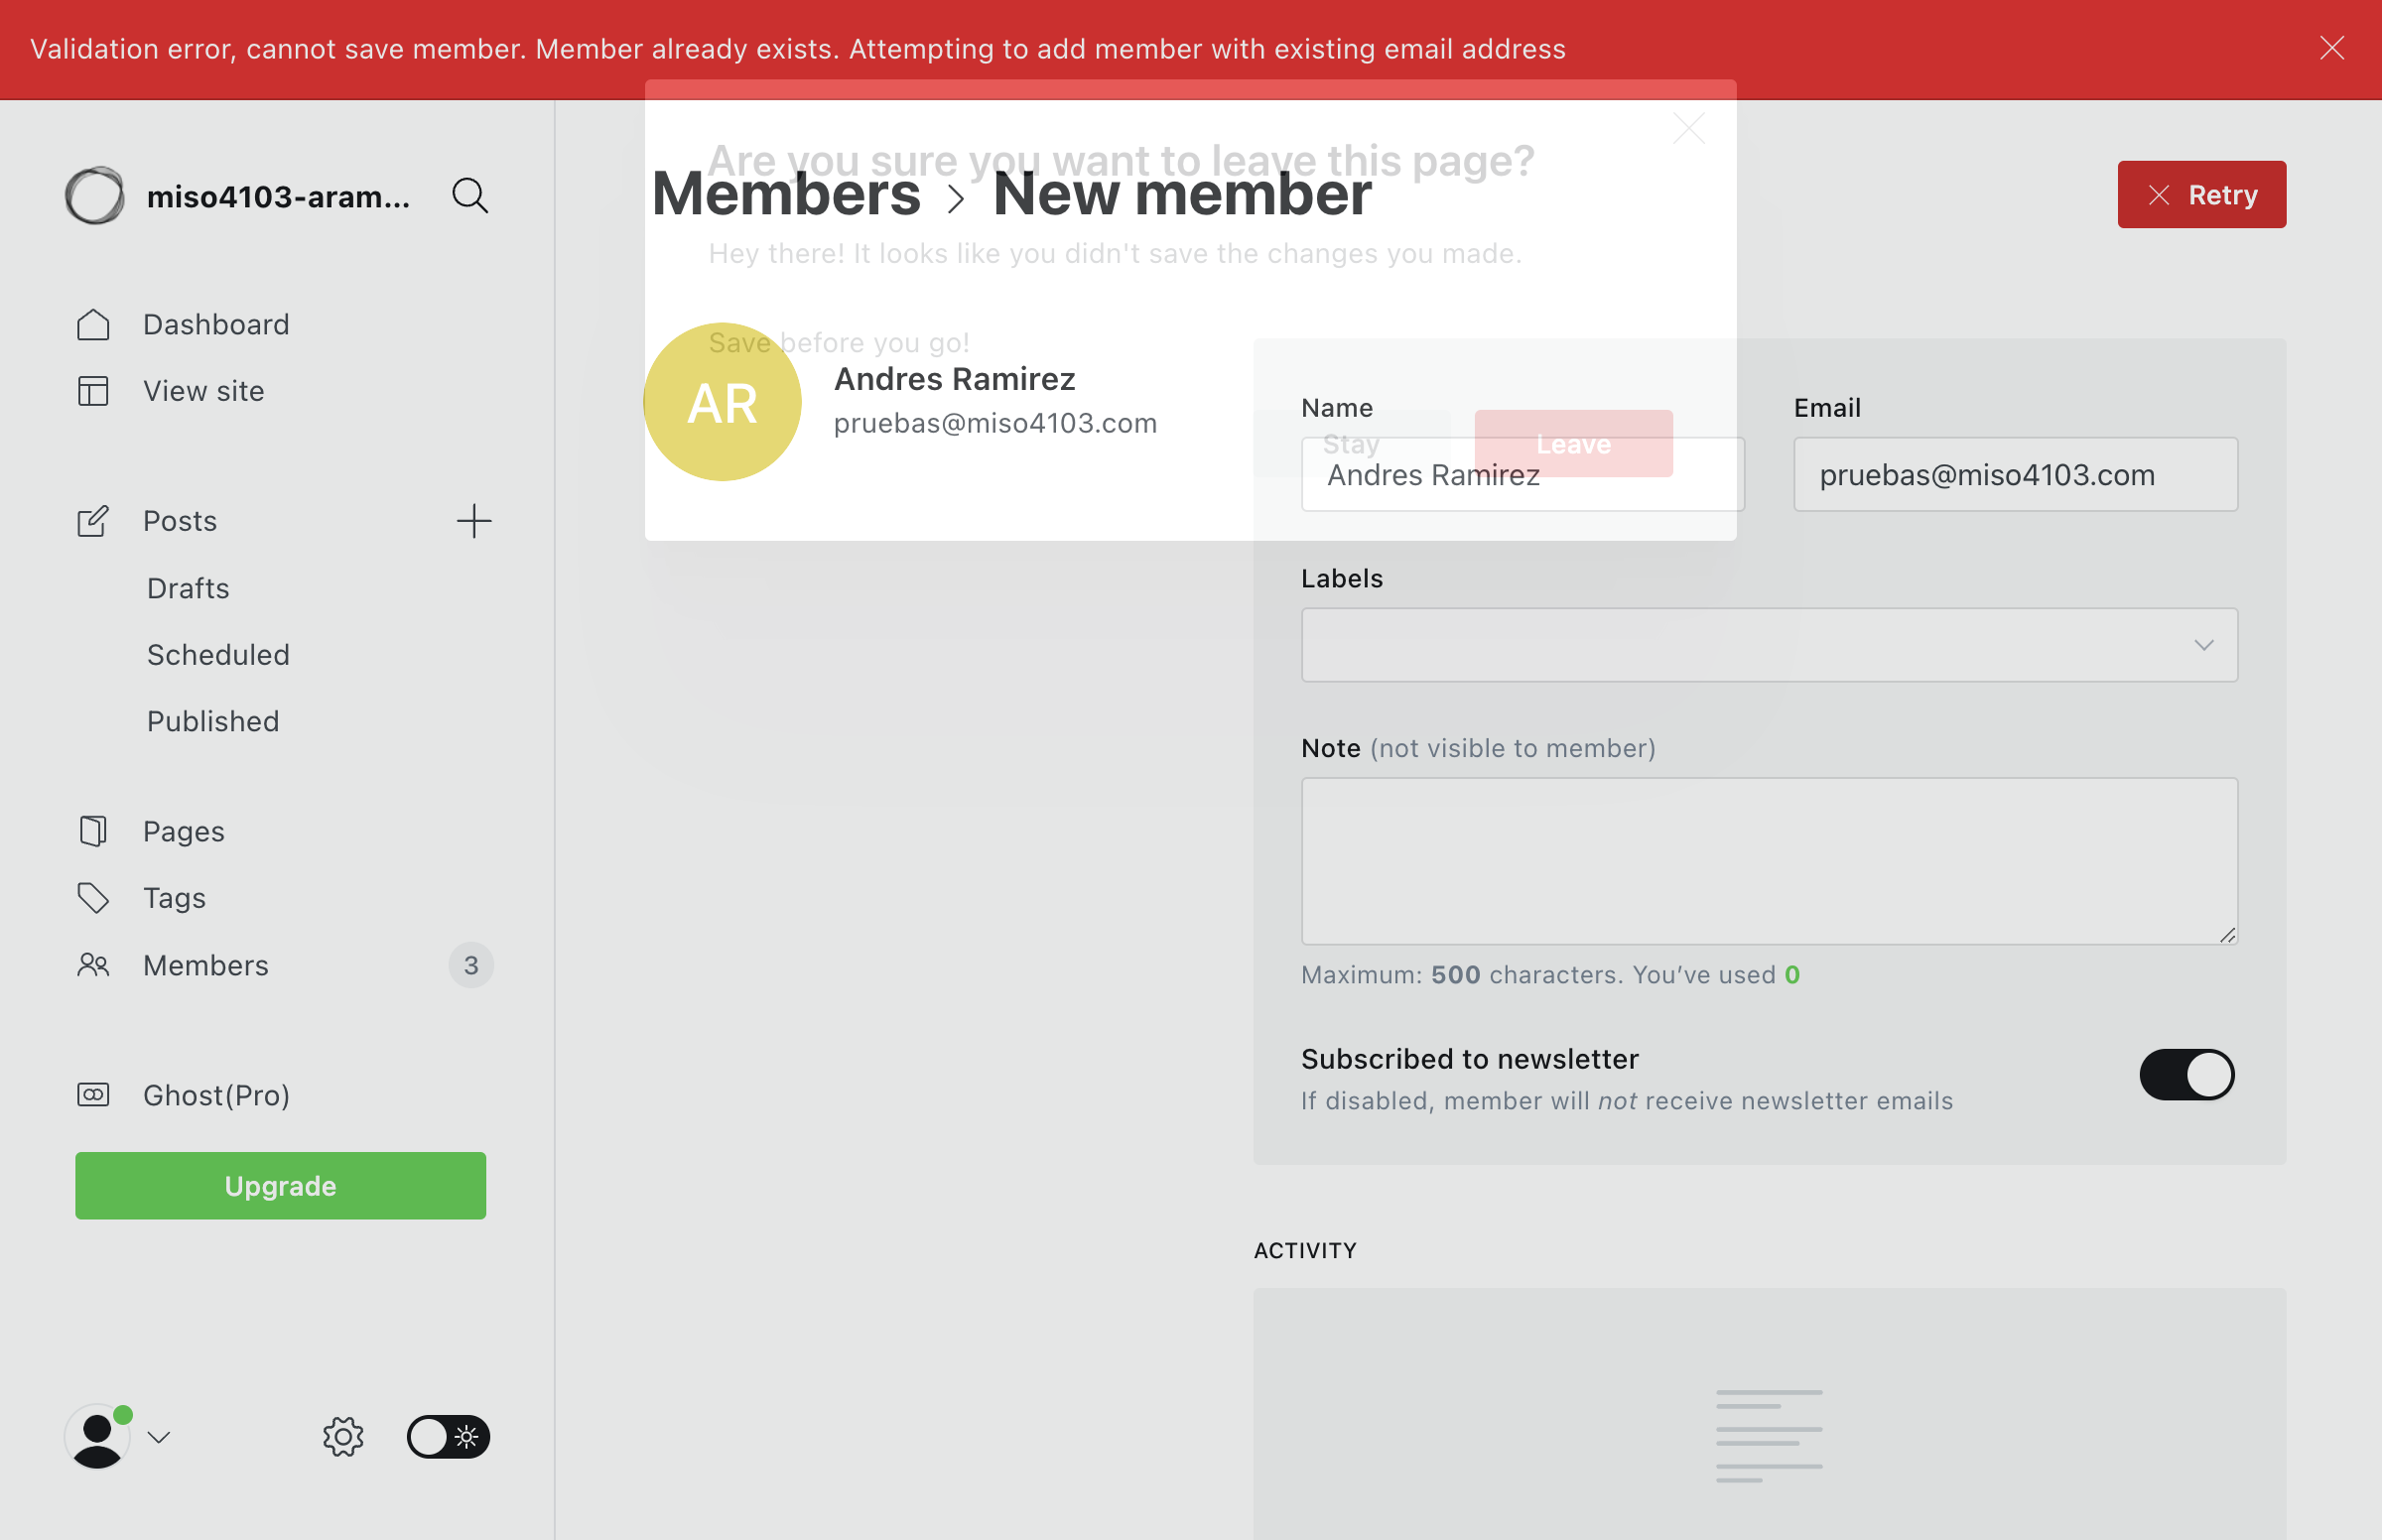 Validation error, cannot save member. Member already exists. Attempting to add member with existing email address
miso4103-aram...
Dashboard
View site
Posts
Drafts
Scheduled
Published
Pages
Tags
Members 3
Ghost(Pro)
Upgrade
Are you sure you want to leave this page?
Members > New member
Retry
Hey there! It looks like you didn't save the changes you made.
Save before you go!
AR
Andres Ramirez
pruebas@miso4103.com
Stay
Leave
Name
Andres Ramirez
Email
pruebas@miso4103.com
Labels
Note (not visible to member)
Maximum: 500 characters. You’ve used 0
Subscribed to newsletter
If disabled, member will not receive newsletter emails
ACTIVITY